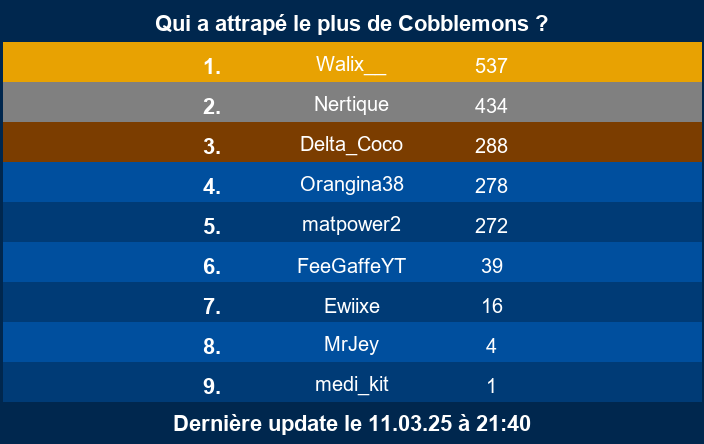 Qui a attrapé le plus de Cobblemons ?
1. Walix__ 537
2. Nertique 434
3. Delta_Coco 288
4. Orangina38 278
5. matpower2 272
6. FeeGaffeYT 39
7. Ewiixe 16
8. MrJey 4
9. medi_kit 1
Dernière update le 11.03.25 à 21:40